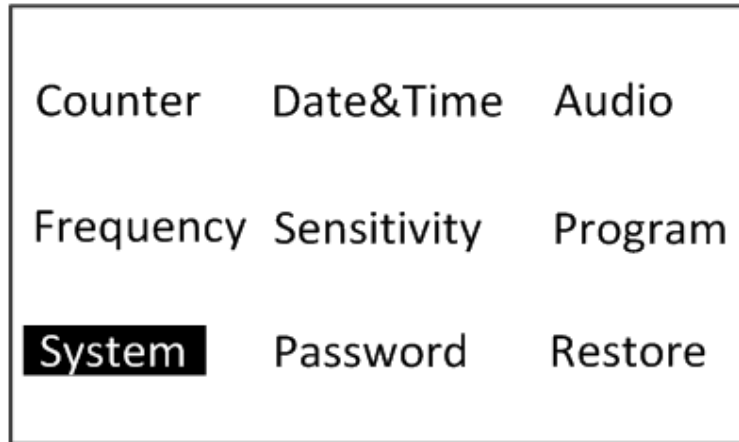 Counter Date&Time Audio
Frequency Sensitivity Program
System Password Restore